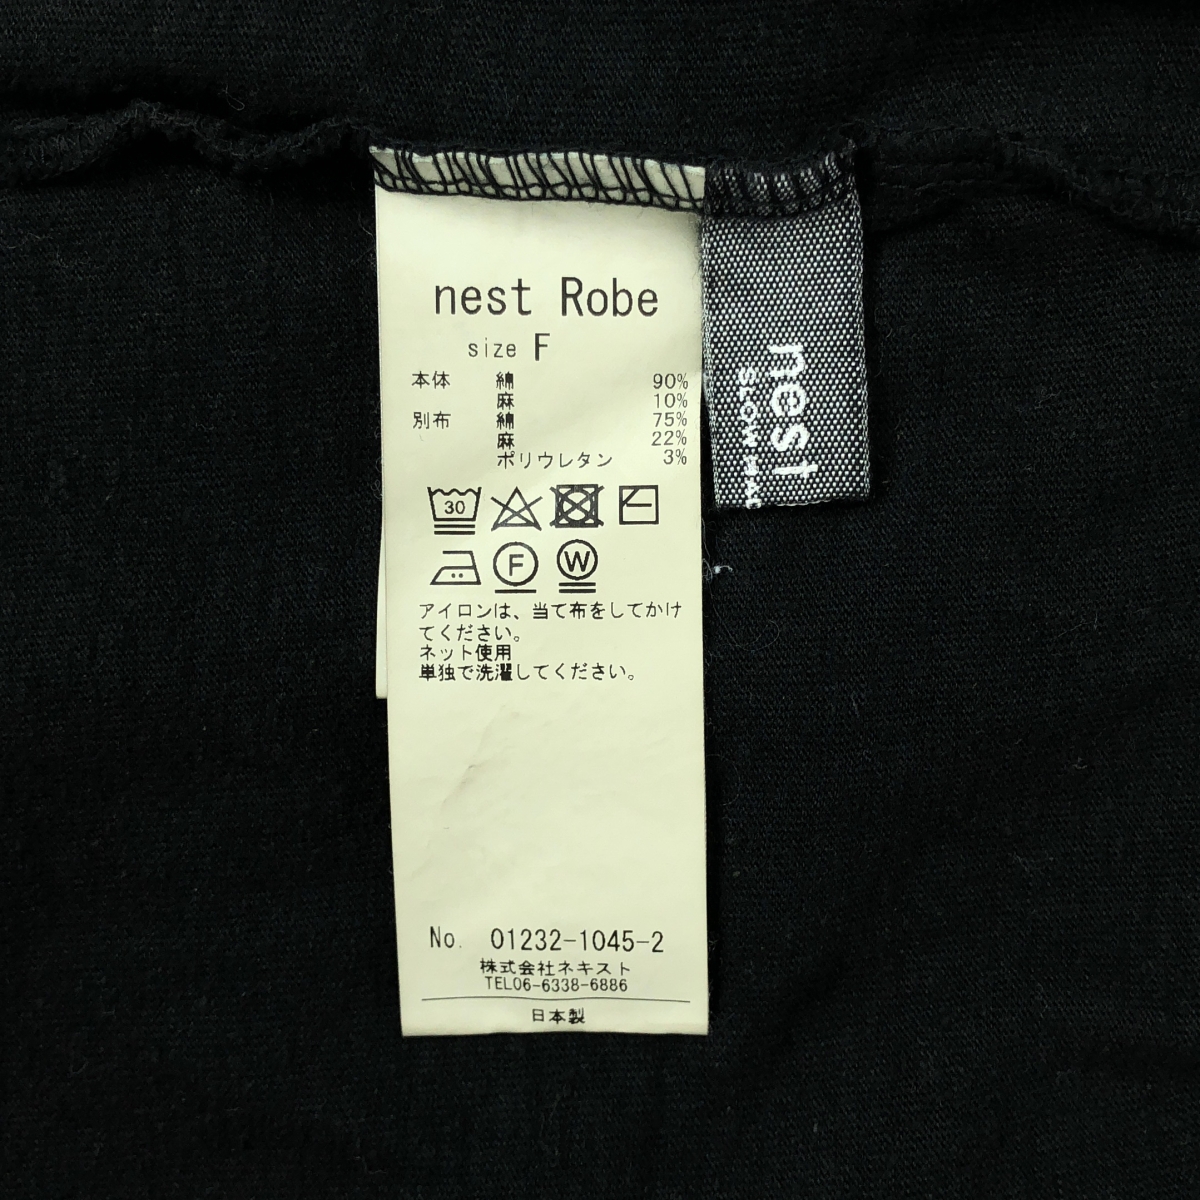 nest Robe
size F
本体 綿 90%
麻 10%
別布 綿 75%
麻 22%
ポリウレタン 3%
30
F W
アイロンは、当て布をしてかけ
てください。
ネット使用
単独で洗濯してください。
No. 01232-1045-2
株式会社ネキスト
TEL06-6338-6886
日本製
nest
SLOW